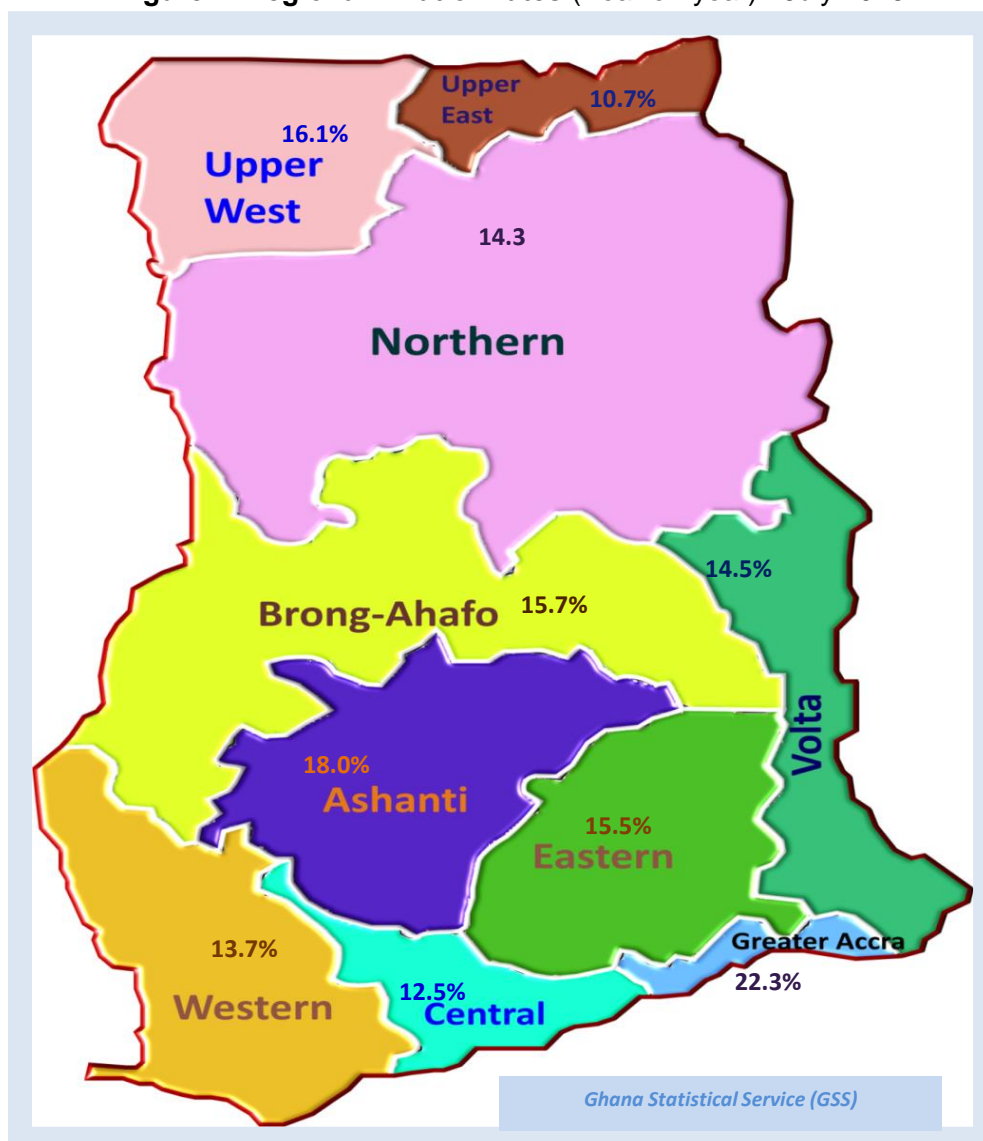 Upper
East
10.7%
16.1%
Upper
West
14.3
Northern
14.5%
Brong-Ahafo
15.7%
Volta
18.0%
Ashanti
15.5%
Eastern
13.7%
Western
12.5%
Central
Greater Accra
22.3%
Ghana Statistical Service (GSS)